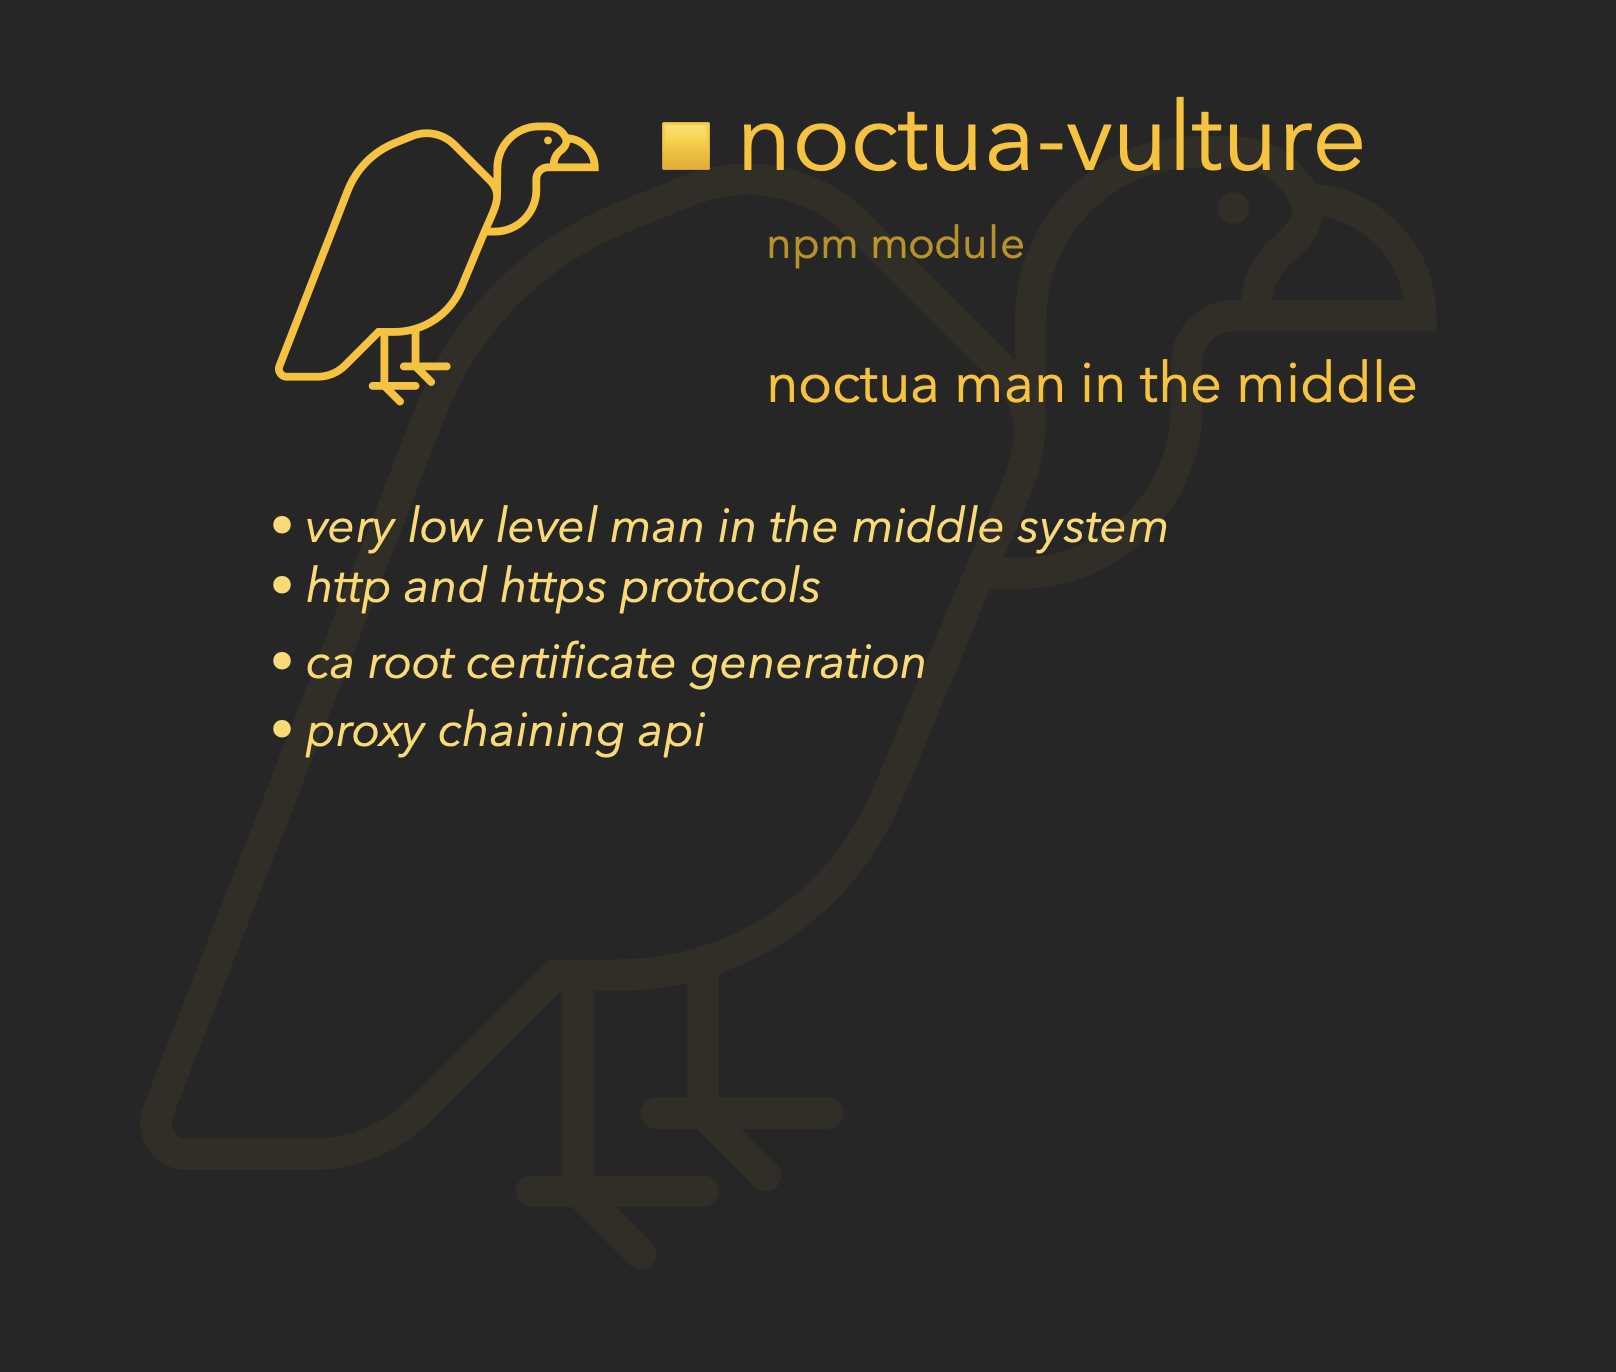 noctua-vulture
npm module
noctua man in the middle
• very low level man in the middle system
• http and https protocols
• ca root certificate generation
• proxy chaining api